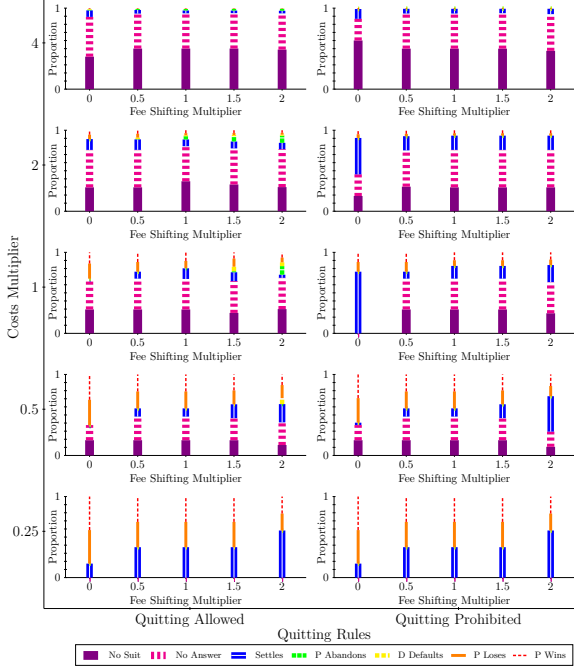 1
1
4
Proportion
Proportion
0
0
0 0.5 1 1.5 2
0 0.5 1 1.5 2
Fee Shifting Multiplier
Fee Shifting Multiplier
1
1
2
Proportion
Proportion
0
0
0 0.5 1 1.5 2
0 0.5 1 1.5 2
Fee Shifting Multiplier
Fee Shifting Multiplier
Costs Multiplier
1
1
1
Proportion
Proportion
0
0
0 0.5 1 1.5 2
0 0.5 1 1.5 2
Fee Shifting Multiplier
Fee Shifting Multiplier
1
1
0.5
Proportion
Proportion
0
0
0 0.5 1 1.5 2
0 0.5 1 1.5 2
Fee Shifting Multiplier
Fee Shifting Multiplier
1
1
0.25
Proportion
Proportion
0
0
0 0.5 1 1.5 2
0 0.5 1 1.5 2
Fee Shifting Multiplier
Fee Shifting Multiplier
Quitting Allowed
Quitting Prohibited
Quitting Rules
No Suit No Answer Settles P Abandons D Defaults P Loses P Wins